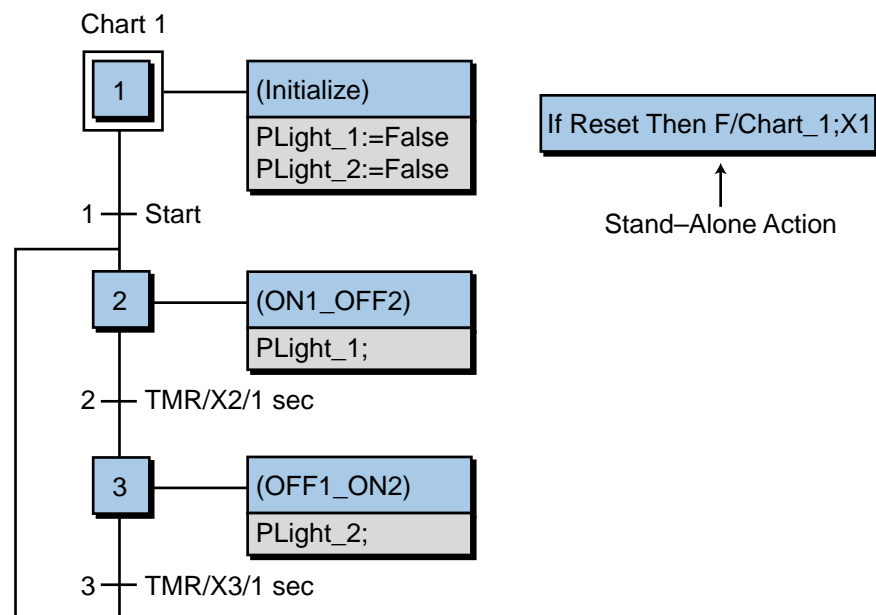 Chart 1
1
(Initialize)
PLight_1:=False
PLight_2:=False
If Reset Then F/Chart_1;X1
Stand–Alone Action
1 Start
2
(ON1_OFF2)
PLight_1;
2 TMR/X2/1 sec
3
(OFF1_ON2)
PLight_2;
3 TMR/X3/1 sec